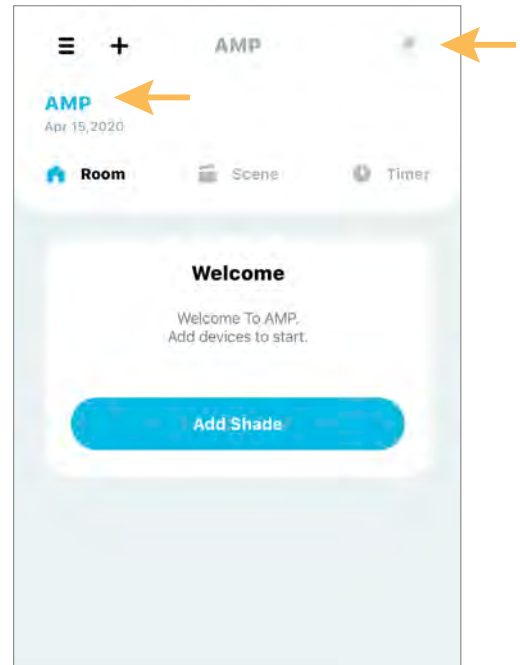 AMP
AMP
Apr 15,2020
Room Scene Timer
Welcome
Welcome To AMP.
Add devices to start.
Add Shade